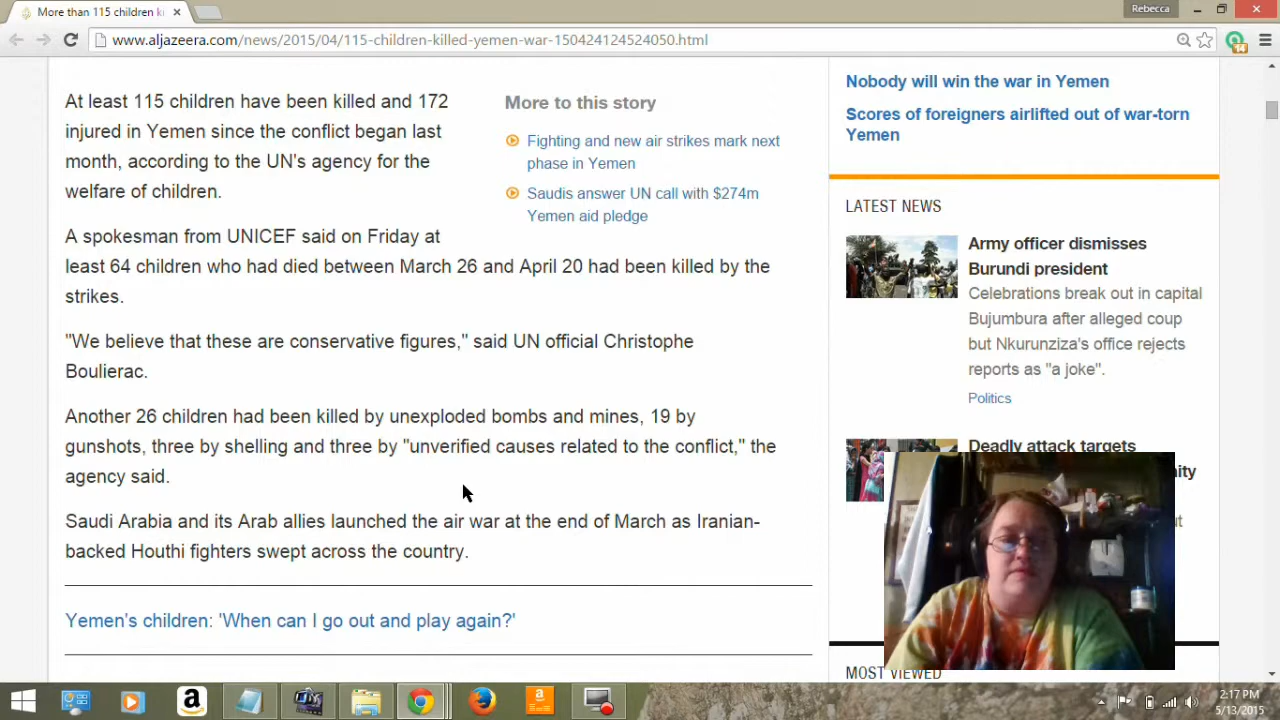 More than 115 children ki
Rebecca
www.aljazeera.com/news/2015/04/115-children-killed-yemen-war-150424124524050.html
14
At least 115 children have been killed and 172
injured in Yemen since the conflict began last
month, according to the UN's agency for the
welfare of children.
More to this story
Fighting and new air strikes mark next
phase in Yemen
Saudis answer UN call with $274m
Yemen aid pledge
A spokesman from UNICEF said on Friday at
least 64 children who had died between March 26 and April 20 had been killed by the
strikes.
"We believe that these are conservative figures," said UN official Christophe
Boulierac.
Another 26 children had been killed by unexploded bombs and mines, 19 by
gunshots, three by shelling and three by "unverified causes related to the conflict," the
agency said.
Saudi Arabia and its Arab allies launched the air war at the end of March as Iranian-
backed Houthi fighters swept across the country.
Yemen's children: 'When can I go out and play again?'
Nobody will win the war in Yemen
Scores of foreigners airlifted out of war-torn
Yemen
LATEST NEWS
Army officer dismisses
Burundi president
Celebrations break out in capital
Bujumbura after alleged coup
but Nkurunziza's office rejects
reports as "a joke".
Politics
Deadly attack targets
MOST VIEWED
2:17 PM
5/13/2015